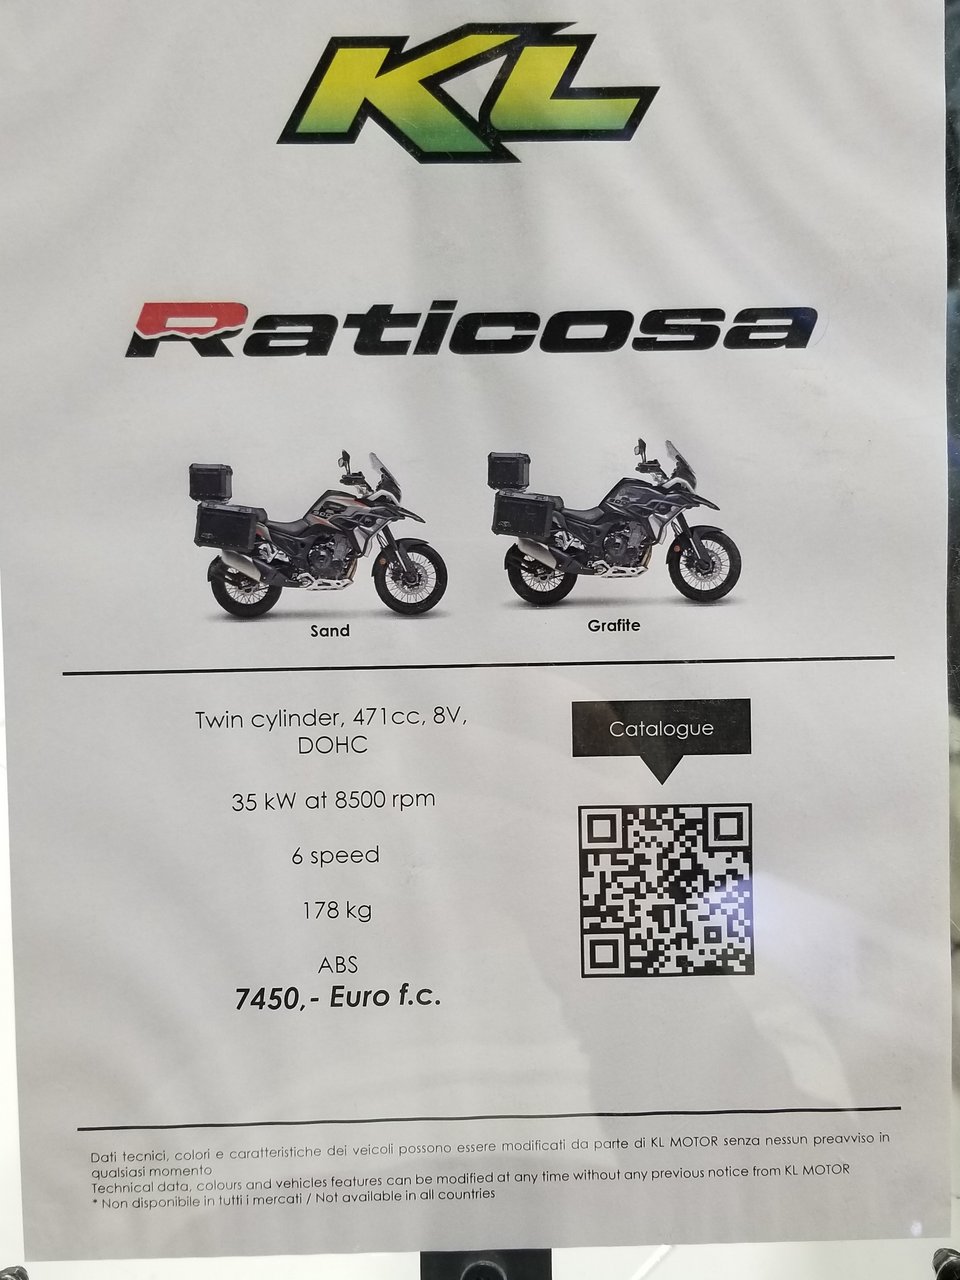 KL
Raticosa
Sand
Grafite
Twin cylinder, 471cc, 8V,
DOHC
35 kW at 8500 rpm
6 speed
178 kg
ABS
7450,- Euro f.c.
Catalogue
Dati tecnici, colori e caratteristiche dei veicoli possono essere modificati da parte di KL MOTOR senza nessun preavviso in
qualsiasi momento
Technical data, colours and vehicles features can be modified at any time without any previous notice from KL MOTOR
* Non disponibile in tutti i mercati / Not available in all countries